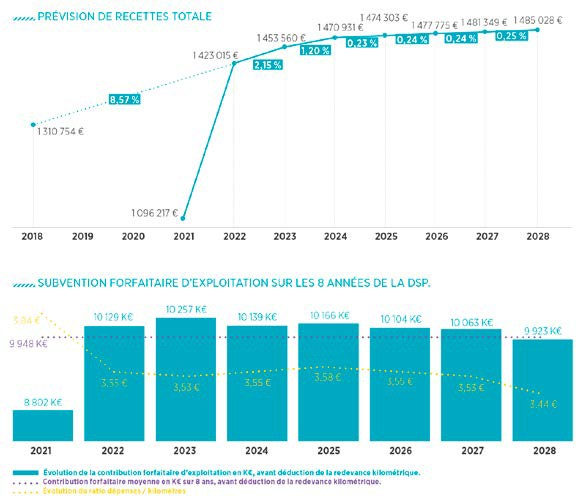 PRÉVISION DE RECETTES TOTALE
1 310 754 €
8,57 %
1 096 217 €
1 423 015 €
2,15 %
1 453 560 €
1,20 %
1 470 931 €
0,23 %
1 474 303 €
0,24 %
1 477 775 €
0,24 %
1 481 349 €
0,25 %
1 485 028 €
2018 2019 2020 2021 2022 2023 2024 2025 2026 2027 2028
SUBVENTION FORFAITAIRE D'EXPLOITATION SUR LES 8 ANNÉES DE LA DSP.
3,84 €
9 948 K€
8 802 K€ 10 129 K€ 10 257 K€ 10 139 K€ 10 166 K€ 10 104 K€ 10 063 K€ 9 923 K€
3,55 € 3,53 € 3,55 € 3,58 € 3,55 € 3,53 € 3,44 €
2021 2022 2023 2024 2025 2026 2027 2028
Évolution de la contribution forfaitaire d'exploitation en K€, avant déduction de la redevance kilométrique.
Contribution forfaitaire moyenne en K€ sur 8 ans, avant déduction de la redevance kilométrique.
Évolution du ratio dépenses / kilomètres